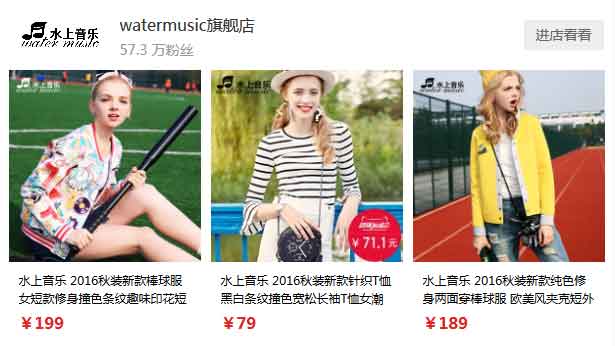 水上音乐
water music
watermusic旗舰店
57.3 万粉丝
进店看看
水上音乐
water music
水上音乐
water music
水上音乐
water music
¥71.1元
水上音乐 2016秋装新款棒球服
女短款修身撞色条纹趣味印花短
¥199
水上音乐 2016秋装新款针织T恤
黑白条纹撞色宽松长袖T恤女潮
¥79
水上音乐 2016秋装新款纯色修
身两面穿棒球服 欧美风夹克短外
¥189